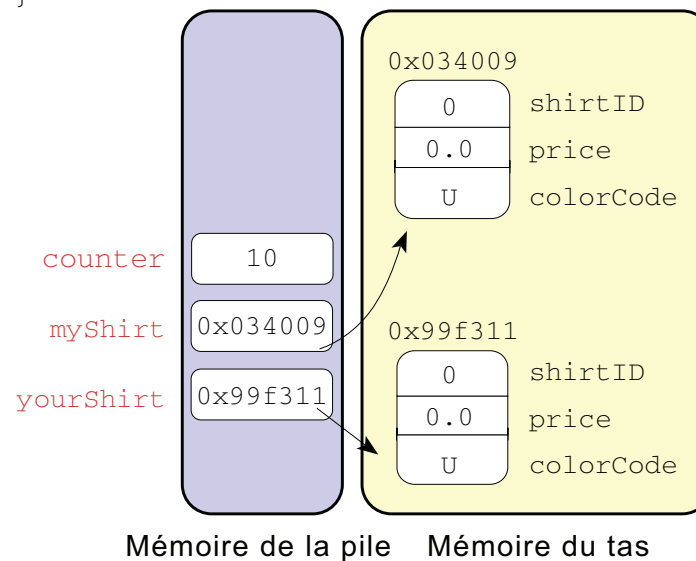 }
0x034009
0 shirtID
0.0 price
U colorCode
counter 10
myShirt 0x034009
0x99f311
yourShirt 0x99f311
0 shirtID
0.0 price
U colorCode
Mémoire de la pile Mémoire du tas